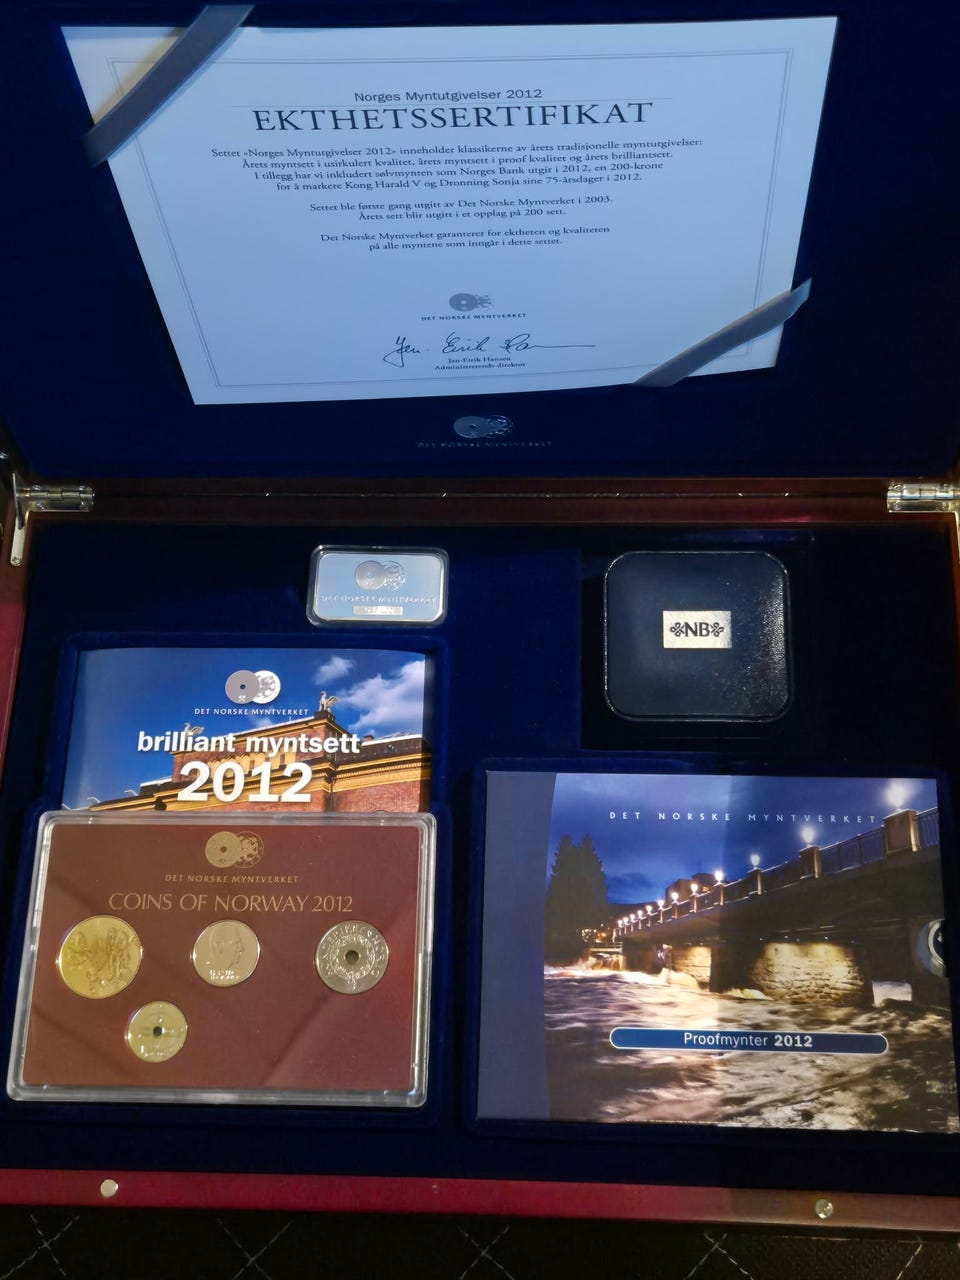 Norges Myntutgivelser 2012
EKTHETSSERTIFIKAT
Settet «Norges Myntutgivelser 2012» inneholder klassikerne av årets tradisjonelle myntutgivelser:
Årets myntsett i usirkulert kvalitet, årets myntsett i proof kvalitet og årets brilliantsett.
I tillegg har vi inkludert sølvmynten som Norges Bank utgir i 2012, en 200-krone
for å markere Kong Harald V og Dronning Sonja sine 75-årsdager i 2012.
Settet ble første gang utgitt av Det Norske Myntverket i 2003.
Årets sett blir utgitt i et opplag på 200 sett.
Det Norske Myntverket garanterer for ektheten og kvaliteten
på alle myntene som inngår i dette settet.
DET NORSKE MYNTVERKET
Jan-Eirik Hansen
Administrerende direktør
DET NORSKE MYNTVERKET
DET NORSKE MYNTVERKET
NB
DET NORSKE MYNTVERKET
brilliant myntsett
2012
DET NORSKE MYNTVERKET
Proofmynter 2012
DET NORSKE MYNTVERKET
COINS OF NORWAY 2012